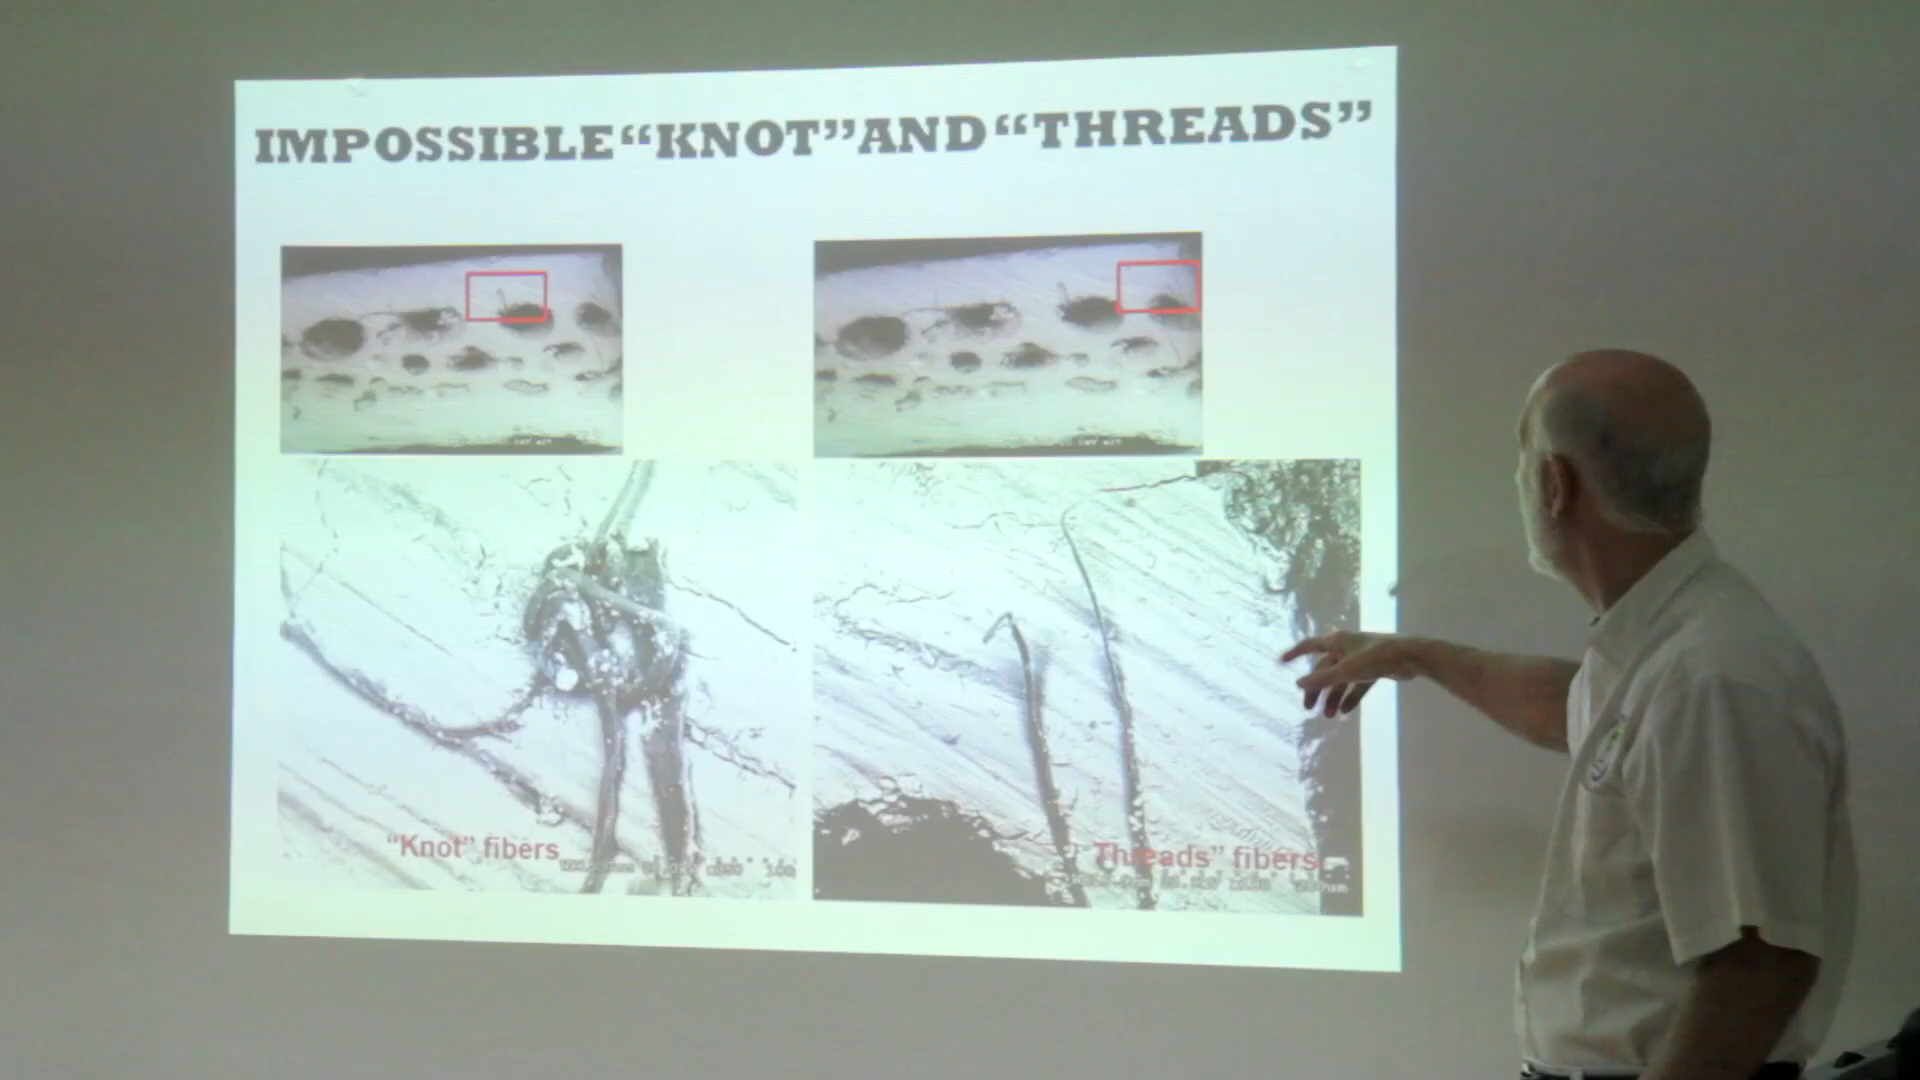 IMPOSSIBLE “KNOT” AND “THREADS”
“Knot” fibers
Threads” fibers